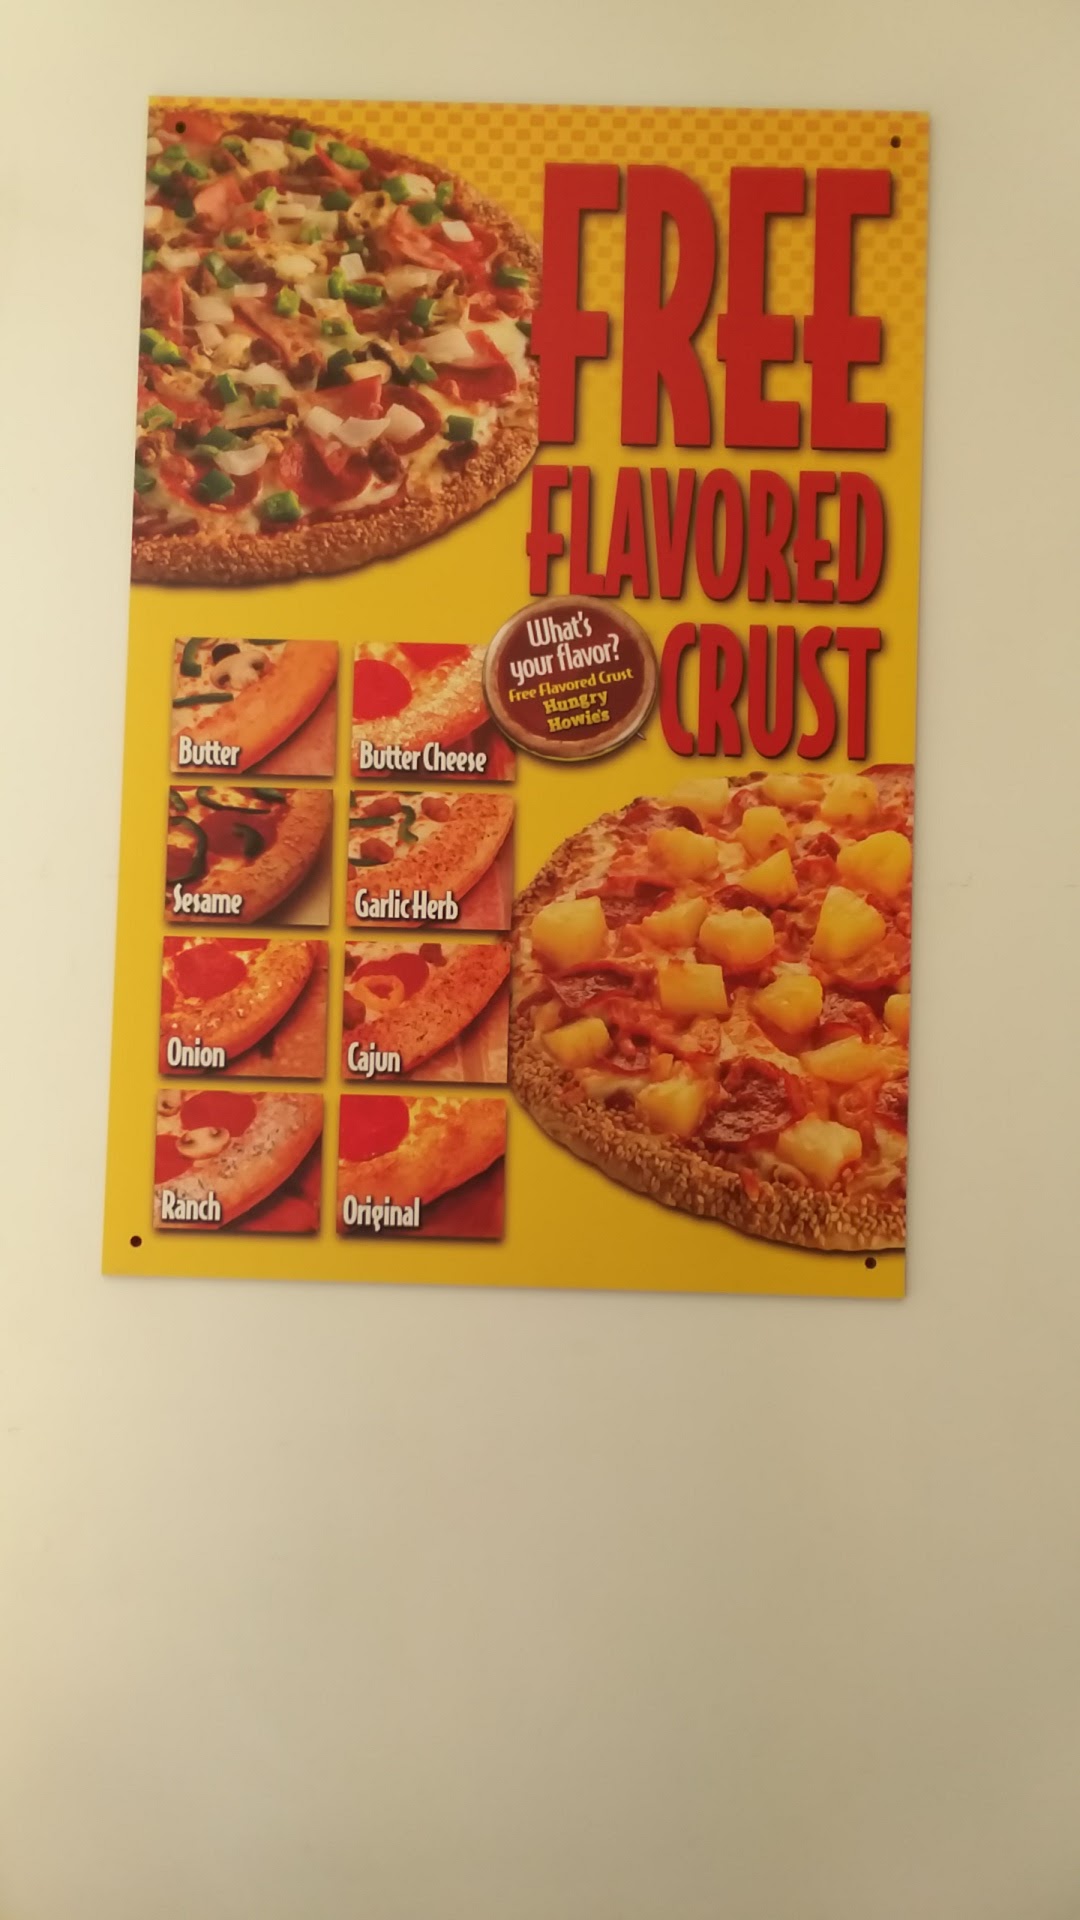 FREE
FLAVORED
CRUST
What's
your flavor?
Free Flavored Crust
Hungry
Howie's
Butter
Butter Cheese
Sesame
Garlic Herb
Onion
Cajun
Ranch
Original